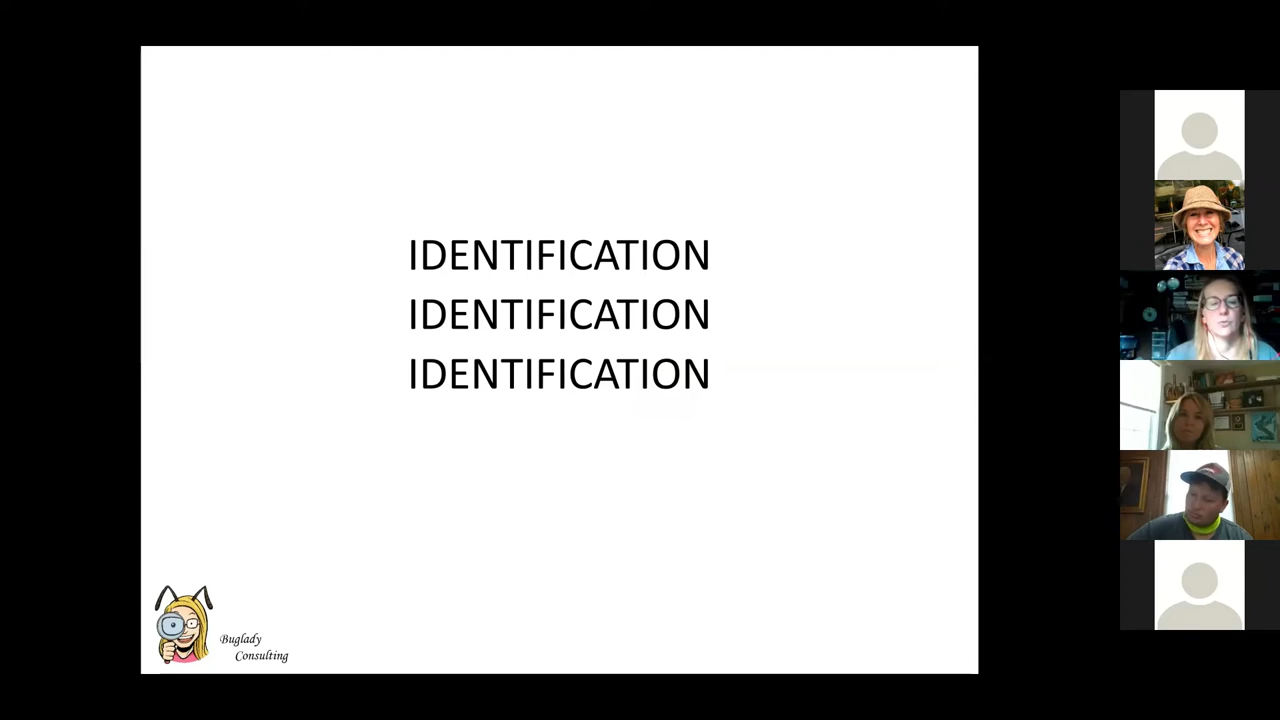 IDENTIFICATION
IDENTIFICATION
IDENTIFICATION
Buglady
Consulting